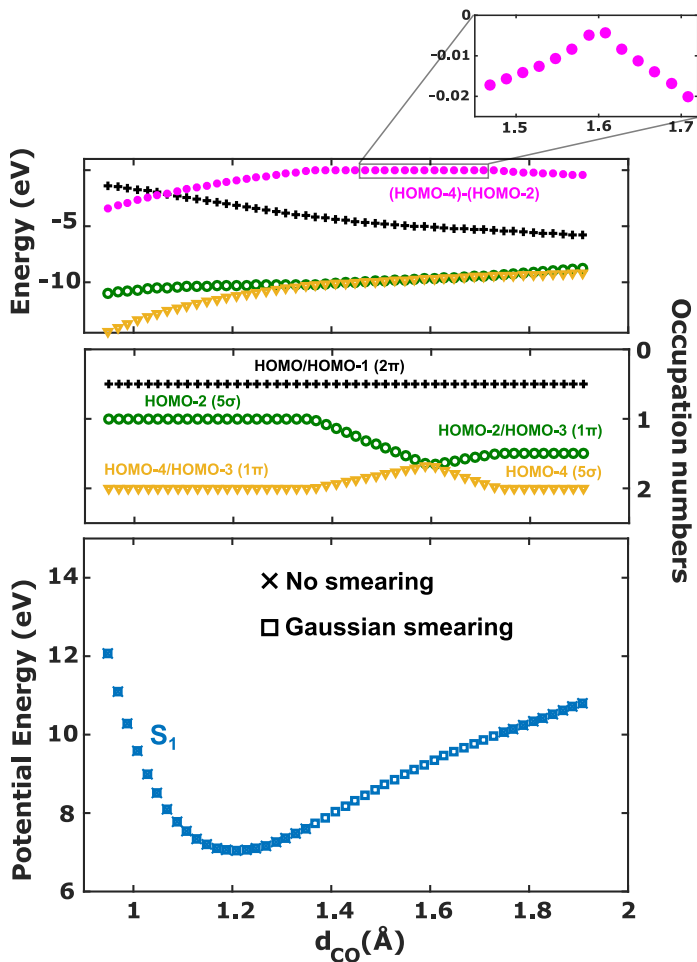 0
−0.01
−0.02
1.5 1.6 1.7
Energy (eV)
−5
−10
(HOMO-4)-(HOMO-2)
Occupation numbers
0
1
2
HOMO/HOMO-1 (2π)
HOMO-2 (5σ)
HOMO-2/HOMO-3 (1π)
HOMO-4/HOMO-3 (1π)
HOMO-4 (5σ)
Potential Energy (eV)
14
12
10
8
6
No smearing
Gaussian smearing
S₁
1 1.2 1.4 1.6 1.8 2
d_CO(Å)